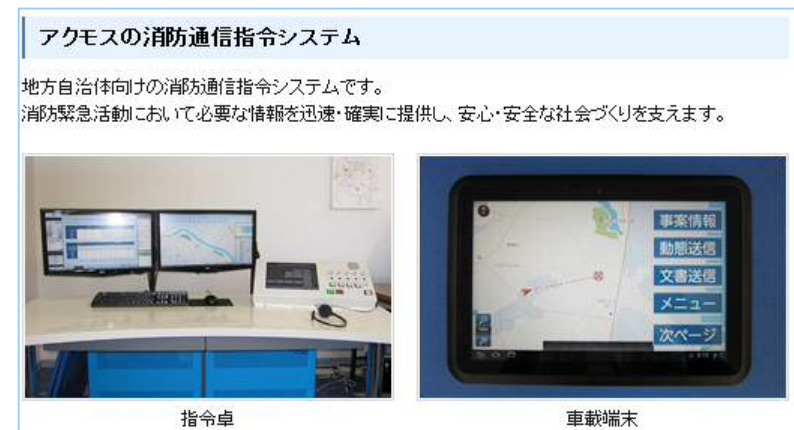 アクモスの消防通信指令システム
地方自治体向けの消防通信指令システムです。
消防緊急活動において必要な情報を迅速・確実に提供し、安心・安全な社会づくりを支えます。
事案情報
動態送信
文書送信
メニュー
次ページ
指令卓
車載端末